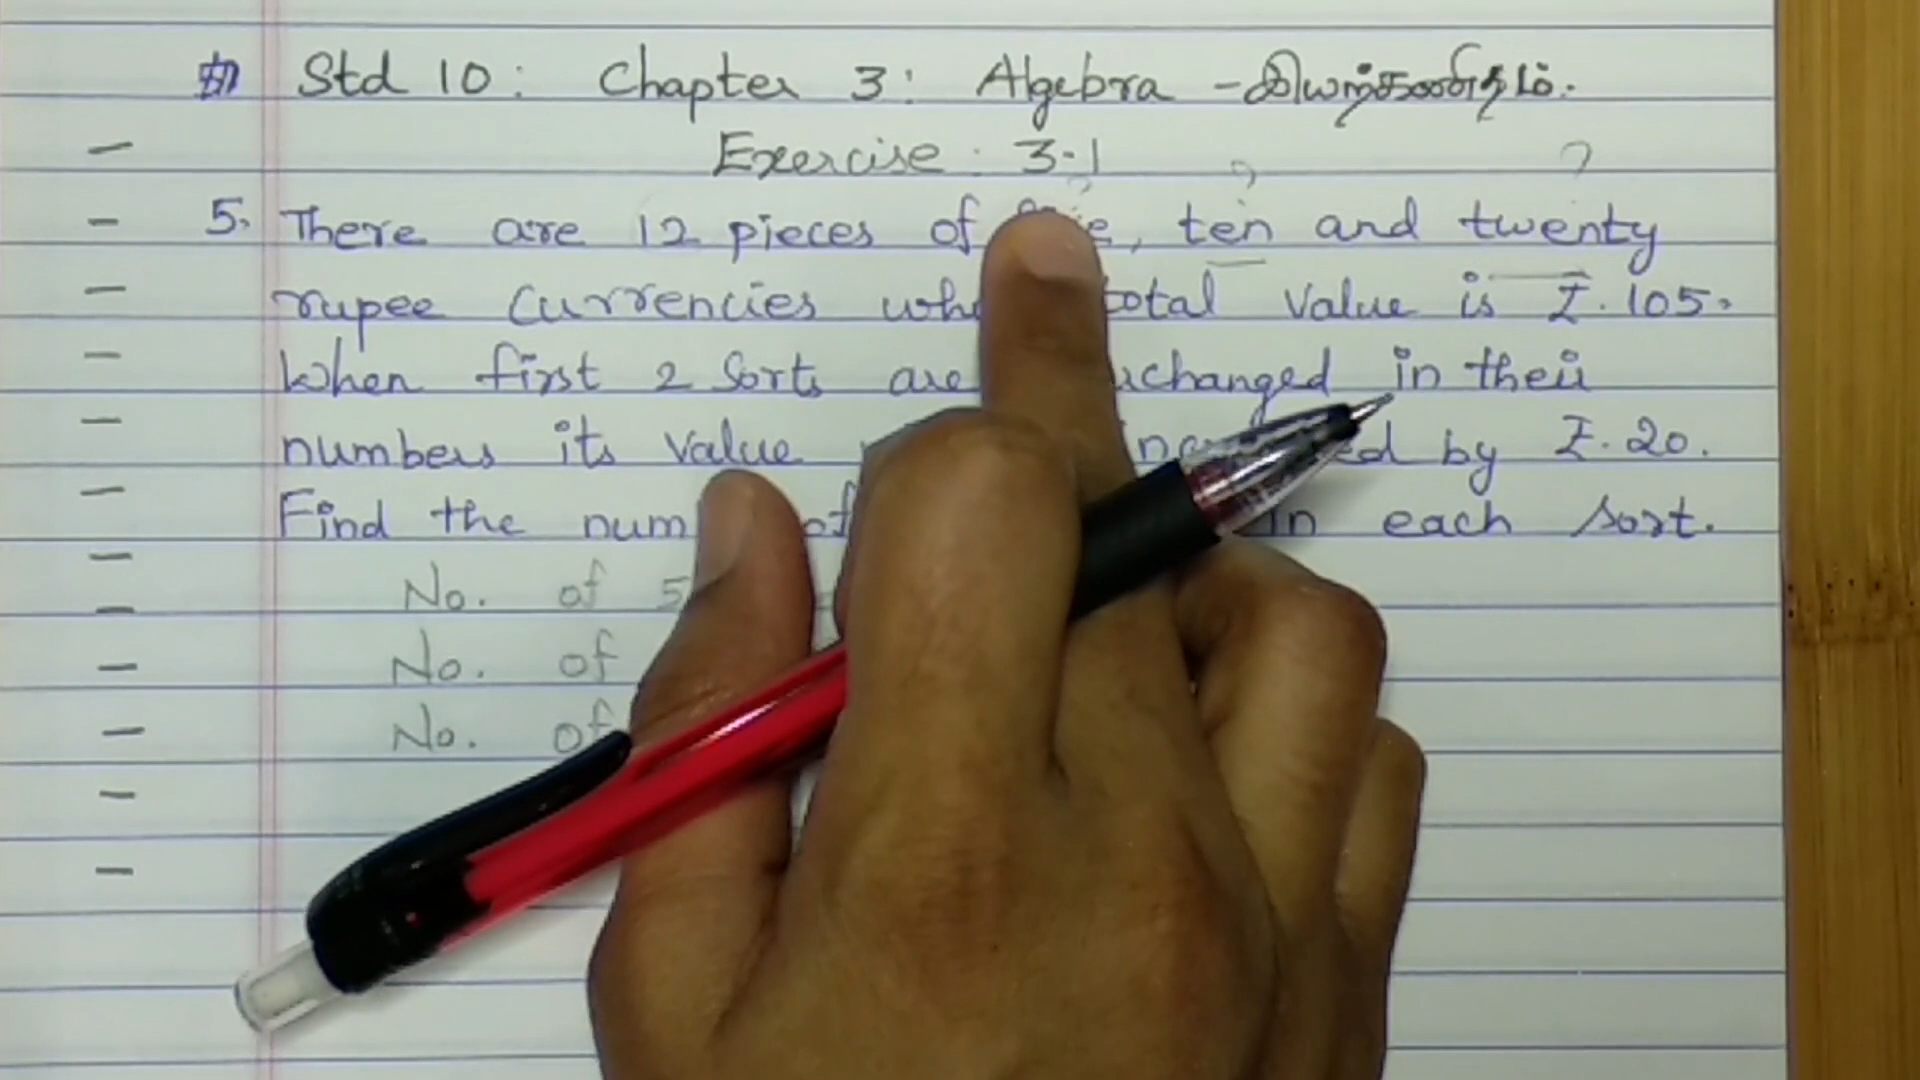 Std 10 : Chapter 3 : Algebra - இயற்கணிதம்.
Exercise : 3.1
5. There are 12 pieces of ten and twenty
rupee currencies total value is ₹. 105.
When first 2 sorts are in their
numbers its value by ₹. 20.
Find the in each sort.
No. of 5
No. of
No. of